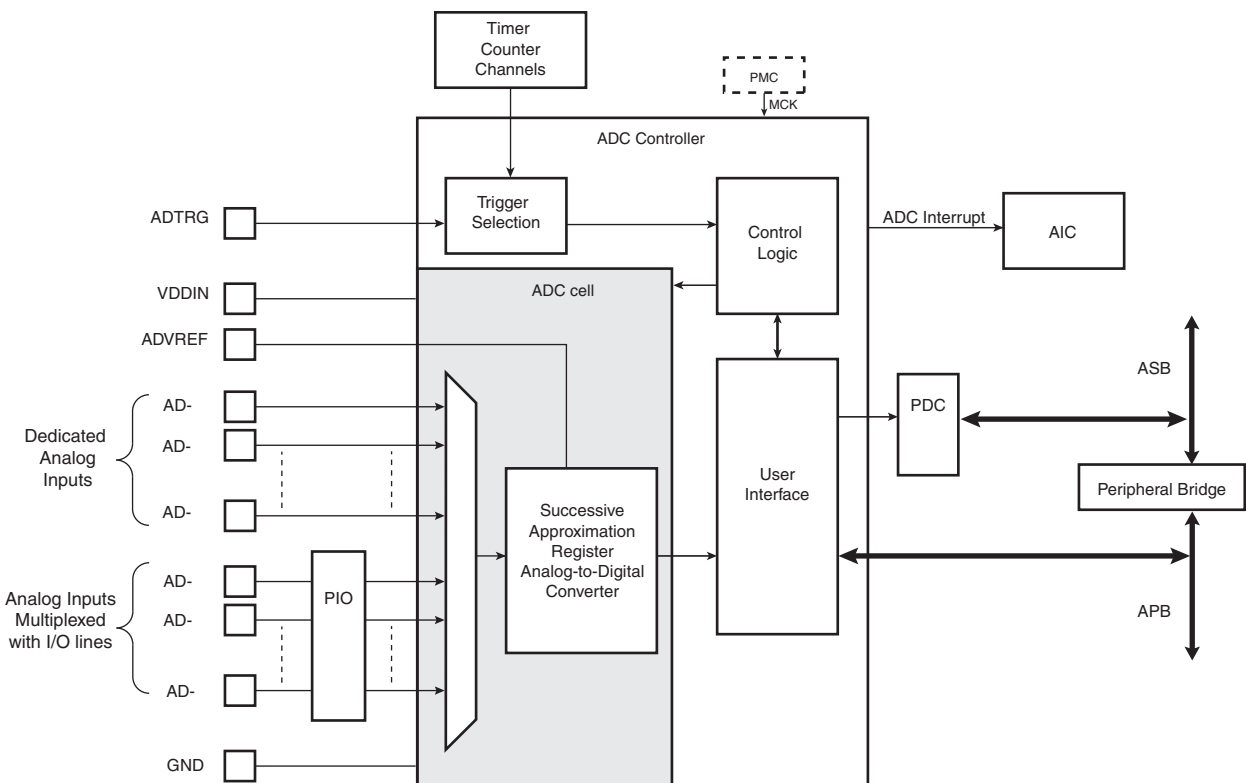 Timer
Counter
Channels
PMC
MCK
ADC Controller
Trigger
Selection
ADTRG
Control
Logic
ADC Interrupt
AIC
VDDIN
ADC cell
ADVREF
ASB
Dedicated
Analog
Inputs
AD-
AD-
AD-
PDC
User
Interface
Peripheral Bridge
Successive
Approximation
Register
Analog-to-Digital
Converter
Analog Inputs
Multiplexed
with I/O lines
AD-
AD-
AD-
PIO
APB
GND